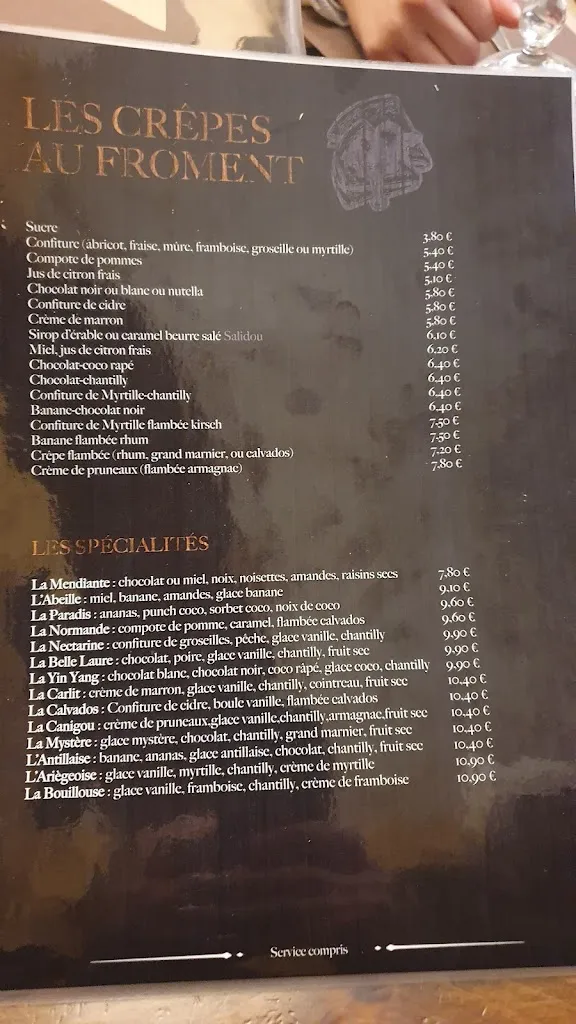 LES CRÊPES
AU FROMENT
Sucre 3.80 €
Confiture (abricot, fraise, mûre, framboise, groseille ou myrtille) 5.40 €
Compote de pommes 5.40 €
Jus de citron frais 5.10 €
Chocolat noir ou blanc ou nutella 5.80 €
Confiture de cidre 5.80 €
Crème de marron 5.80 €
Sirop d'érable ou caramel beurre salé Salidou 6.10 €
Miel, jus de citron frais 6.20 €
Chocolat-coco rapé 6.40 €
Chocolat-chantilly 6.40 €
Confiture de Myrtille-chantilly 6.40 €
Banane-chocolat noir 6.40 €
Confiture de Myrtille flambée kirsch 7.50 €
Banane flambée rhum 7.50 €
Crêpe flambée (rhum, grand marnier, ou calvados) 7.20 €
Crème de pruneaux (flambée armagnac) 7.80 €
LES SPÉCIALITÉS
La Mendiante : chocolat ou miel, noix, noisettes, amandes, raisins secs 7.80 €
L'Abeille : miel, banane, amandes, glace banane 9.10 €
La Paradis : ananas, punch coco, sorbet coco, noix de coco 9.60 €
La Normande : compote de pomme, caramel, flambée calvados 9.60 €
La Nectarine : confiture de groseilles, pêche, glace vanille, chantilly 9.90 €
La Belle Laure : chocolat, poire, glace vanille, chantilly, fruit sec 9.90 €
La Yin Yang : chocolat blanc, chocolat noir, coco râpé, glace coco, chantilly 9.90 €
La Carlit : crème de marron, glace vanille, chantilly, cointreau, fruit sec 10.40 €
La Calvados : Confiture de cidre, boule vanille, flambée calvados 10.40 €
La Canigou : crème de pruneaux,glace vanille,chantilly,armagnac,fruit sec 10.40 €
La Mystère : glace mystère, chocolat, chantilly, grand marnier, fruit sec 10.40 €
L'Antillaise : banane, ananas, glace antillaise, chocolat, chantilly, fruit sec 10.40 €
L'Ariègeoise : glace vanille, myrtille, chantilly, crème de myrtille 10.90 €
La Bouillouse : glace vanille, framboise, chantilly, crème de framboise 10.90 €
Service compris